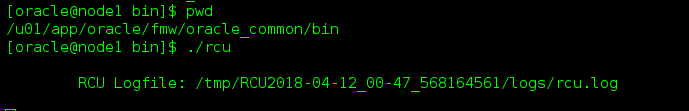 [oracle@node1 bin]$ pwd
/u01/app/oracle/fmw/oracle_common/bin
[oracle@node1 bin]$ ./rcu
RCU Logfile: /tmp/RCU2018-04-12_00-47_568164561/logs/rcu.log